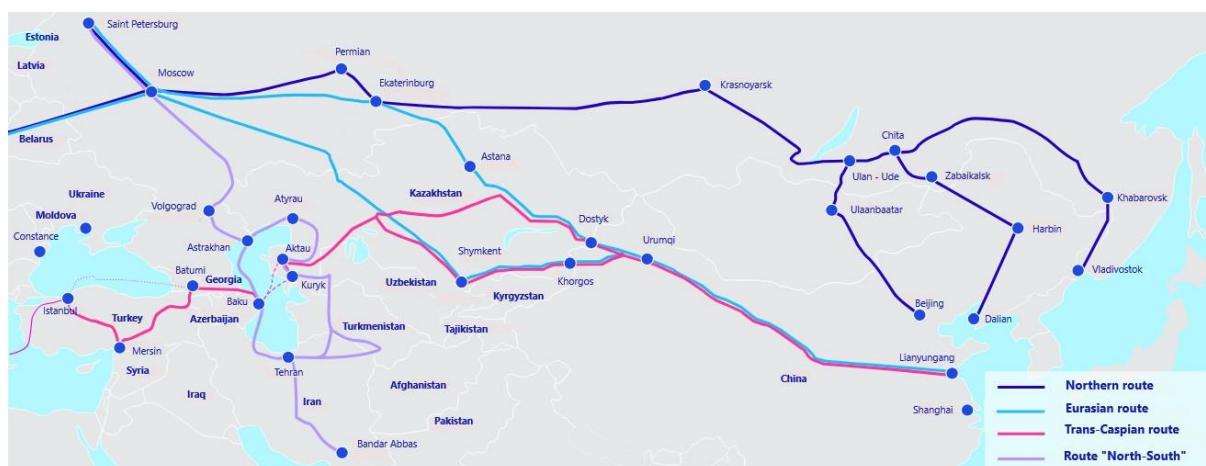 Saint Petersburg
Estonia
Latvia
Moscow
Permian
Ekaterinburg
Krasnoyarsk
Belarus
Chita
Astana
Ulan - Ude
Zabaikalsk
Ukraine
Kazakhstan
Khabarovsk
Volgograd
Atyrau
Moldova
Ulaanbaatar
Dostyk
Harbin
Constance
Astrakhan
Aktau
Shymkent
Urumqi
Batumi
Georgia
Uzbekistan
Khorgos
Vladivostok
Kuryk
Kyrgyzstan
Baku
Istanbul
Beijing
Turkey
Azerbaijan
Turkmenistan
Tajikistan
Dalian
Mersin
Lianyungang
Syria
Tehran
China
Afghanistan
Northern route
Iraq
Iran
Eurasian route
Shanghai
Pakistan
Trans-Caspian route
Bandar Abbas
Route "North-South"